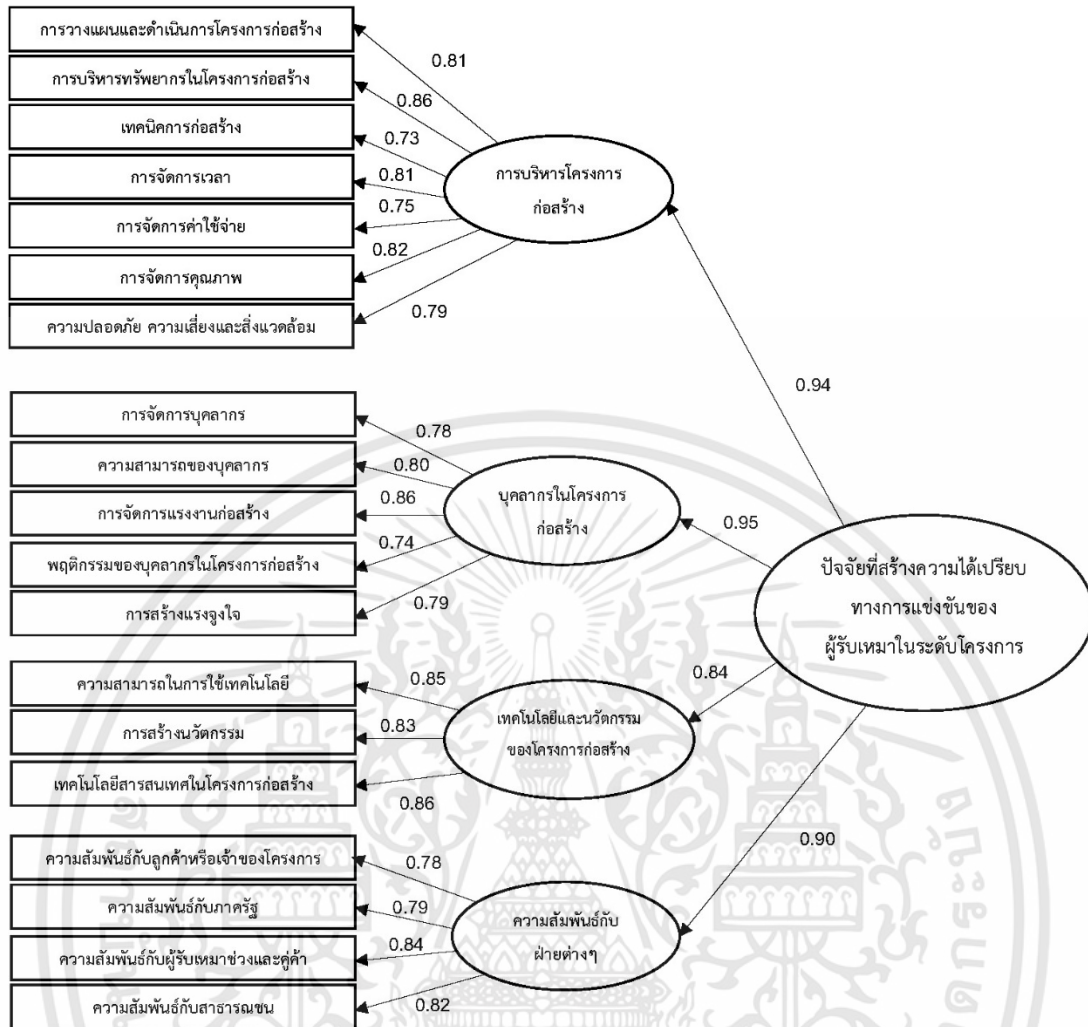 การวางแผนและดำเนินการโครงการก่อสร้าง
0.81
การบริหารทรัพยากรในโครงการก่อสร้าง
0.86
เทคนิคการก่อสร้าง
0.73
การจัดการเวลา
0.81
การจัดการค่าใช้จ่าย
0.75
การจัดการคุณภาพ
0.82
ความปลอดภัย ความเสี่ยงและสิ่งแวดล้อม
0.79
การบริหารโครงการ
ก่อสร้าง
0.94
การจัดการบุคลากร
0.78
ความสามารถของบุคลากร
0.80
การจัดการแรงงานก่อสร้าง
0.86
พฤติกรรมของบุคลากรในโครงการก่อสร้าง
0.74
การสร้างแรงจูงใจ
0.79
บุคลากรในโครงการ
ก่อสร้าง
0.95
ปัจจัยที่สร้างความได้เปรียบ
ทางการแข่งขันของ
ผู้รับเหมาในระดับโครงการ
ความสามารถในการใช้เทคโนโลยี
0.85
การสร้างนวัตกรรม
0.83
เทคโนโลยีสารสนเทศในโครงการก่อสร้าง
0.86
เทคโนโลยีและนวัตกรรม
ของโครงการก่อสร้าง
0.84
ความสัมพันธ์กับลูกค้าหรือเจ้าของโครงการ
0.78
ความสัมพันธ์กับภาครัฐ
0.79
ความสัมพันธ์กับผู้รับเหมาช่วงและคู่ค้า
0.84
ความสัมพันธ์กับสาธารณชน
0.82
ความสัมพันธ์กับ
ฝ่ายต่างๆ
0.90